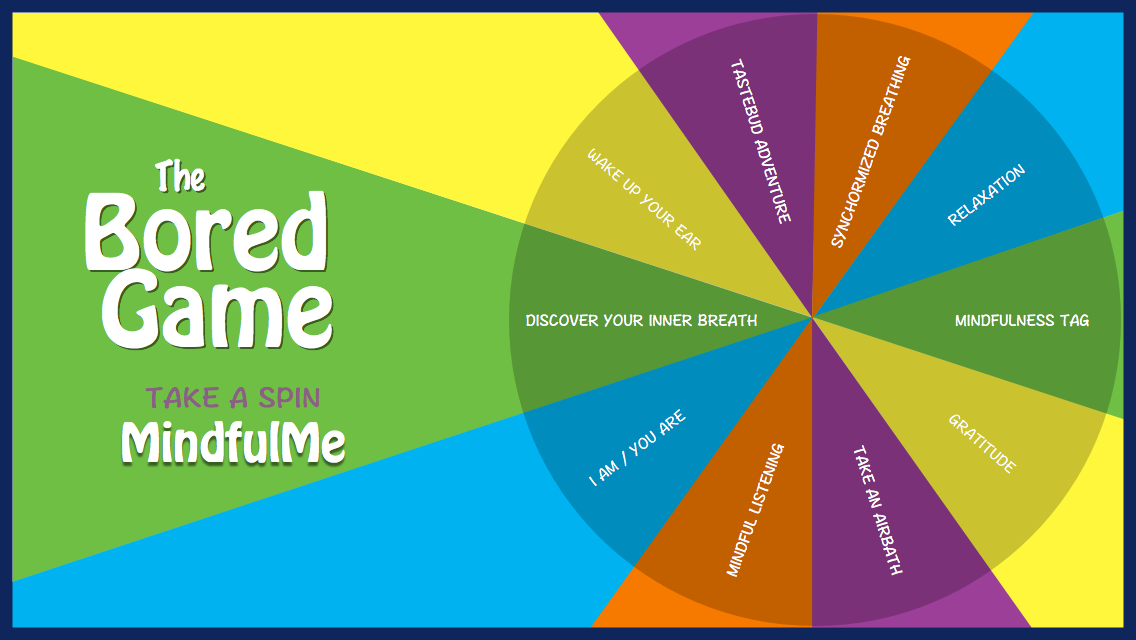 The
Bored
Game
TAKE A SPIN
MindfulMe
TASTEBUD ADVENTURE
SYNCHORMIZED BREATHING
WAKE UP YOUR EAR
RELAXATION
DISCOVER YOUR INNER BREATH
MINDFULNESS TAG
I AM / YOU ARE
GRATITUDE
MINDFUL LISTENING
TAKE AN AIRBATH